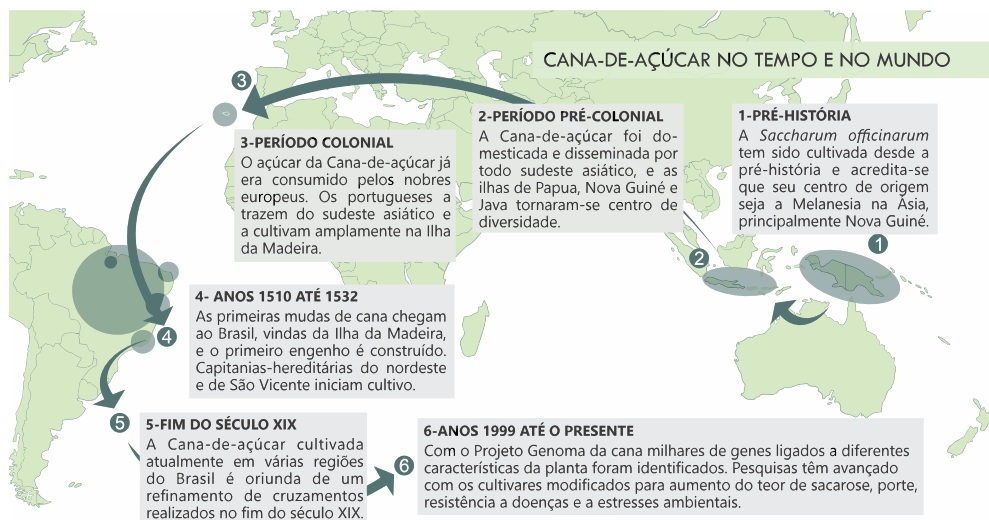 CANA-DE-AÇÚCAR NO TEMPO E NO MUNDO
1-PRÉ-HISTÓRIA
A Saccharum officinarum
tem sido cultivada desde a
pré-história e acredita-se
que seu centro de origem
seja a Melanesia na Ásia,
principalmente Nova Guiné.
1
2-PERÍODO PRÉ-COLONIAL
A Cana-de-açúcar foi do-
mesticada e disseminada por
todo sudeste asiático, e as
ilhas de Papua, Nova Guiné e
Java tornaram-se centro de
diversidade.
2
3
3-PERÍODO COLONIAL
O açúcar da Cana-de-açúcar já
era consumido pelos nobres
europeus. Os portugueses a
trazem do sudeste asiático e
a cultivam amplamente na Ilha
da Madeira.
4- ANOS 1510 ATÉ 1532
As primeiras mudas de cana chegam
ao Brasil, vindas da Ilha da Madeira,
e o primeiro engenho é construído.
Capitanias-hereditárias do nordeste
e de São Vicente iniciam cultivo.
4
5
5-FIM DO SÉCULO XIX
A Cana-de-açúcar cultivada
atualmente em várias regiões
do Brasil é oriunda de um
refinamento de cruzamentos
realizados no fim do século XIX.
6
6-ANOS 1999 ATÉ O PRESENTE
Com o Projeto Genoma da cana milhares de genes ligados a diferentes
características da planta foram identificados. Pesquisas têm avançado
com os cultivares modificados para aumento do teor de sacarose, porte,
resistência a doenças e a estresses ambientais.